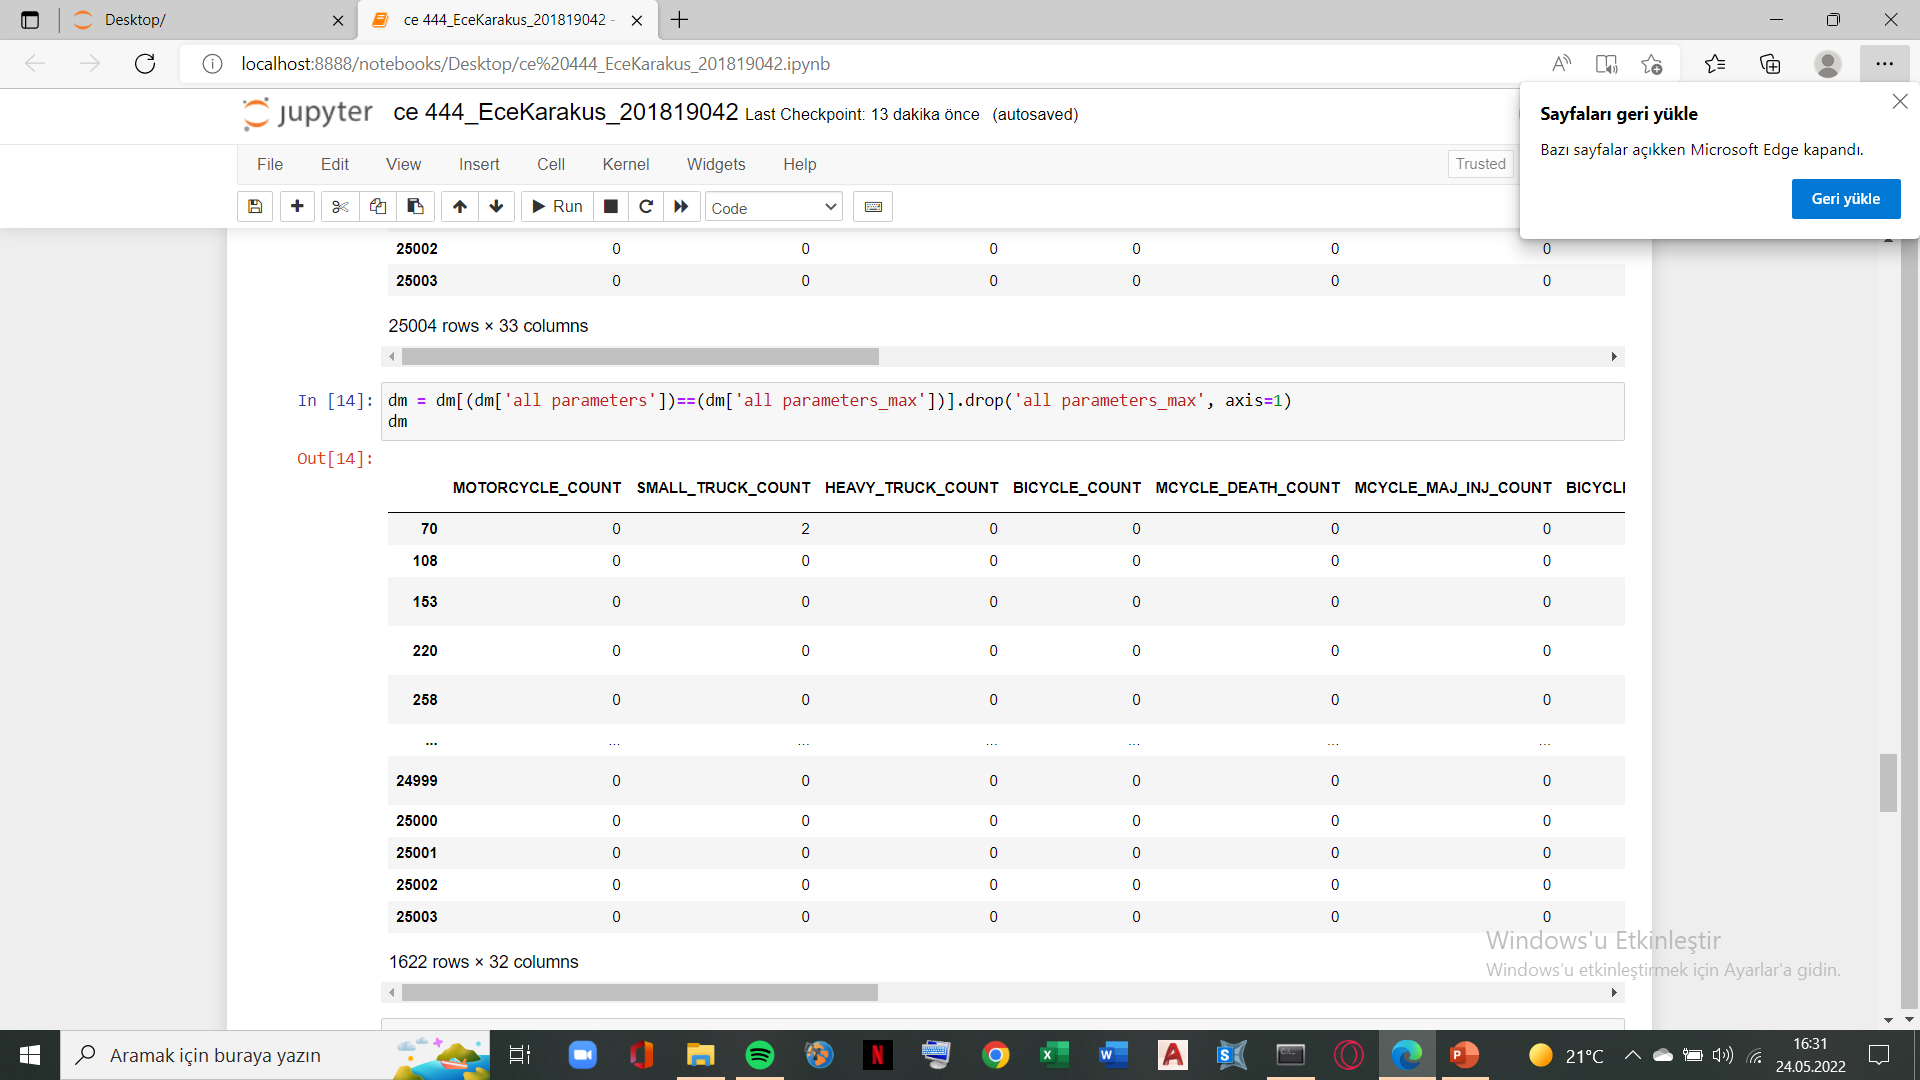 Desktop/
ce 444_EceKarakus_201819042 -
localhost:8888/notebooks/Desktop/ce%20444_EceKarakus_201819042.ipynb
jupyter ce 444_EceKarakus_201819042 Last Checkpoint: 13 dakika önce (autosaved)
Sayfaları geri yükle
Bazı sayfalar açıkken Microsoft Edge kapandı.
Geri yükle
File Edit View Insert Cell Kernel Widgets Help
Trusted
Run
Code
25002 0 0 0 0 0 0
25003 0 0 0 0 0 0
25004 rows × 33 columns
In [14]: dm = dm[(dm['all parameters'])==(dm['all parameters_max'])].drop('all parameters_max', axis=1)
dm
Out[14]:
MOTORCYCLE_COUNT SMALL_TRUCK_COUNT HEAVY_TRUCK_COUNT BICYCLE_COUNT MCYCLE_DEATH_COUNT MCYCLE_MAJ_INJ_COUNT BICYCL
70 0 2 0 0 0 0
108 0 0 0 0 0 0
153 0 0 0 0 0 0
220 0 0 0 0 0 0
258 0 0 0 0 0 0
... ... ... ... ... ... ...
24999 0 0 0 0 0 0
25000 0 0 0 0 0 0
25001 0 0 0 0 0 0
25002 0 0 0 0 0 0
25003 0 0 0 0 0 0
1622 rows × 32 columns
Windows'u Etkinleştir
Windows'u etkinleştirmek için Ayarlar'a gidin.
Aramak için buraya yazın
21°C
16:31
24.05.2022